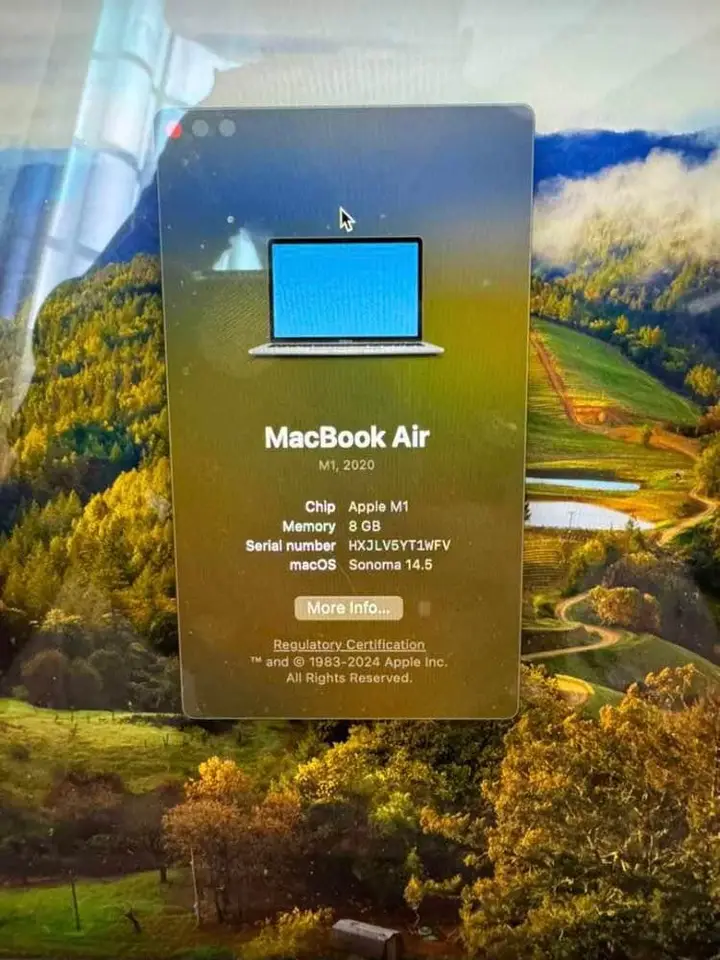 MacBook Air
M1, 2020
Chip Apple M1
Memory 8 GB
Serial number HXJLV5YT1WFV
macOS Sonoma 14.5
More Info...
Regulatory Certification
™ and © 1983-2024 Apple Inc.
All Rights Reserved.